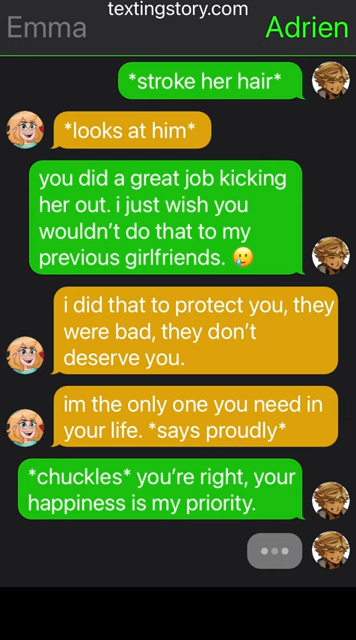 textingstory.com
Emma
Adrien
*stroke her hair*
*looks at him*
you did a great job kicking
her out. i just wish you
wouldn't do that to my
previous girlfriends. 🥲
i did that to protect you, they
were bad, they don't
deserve you.
im the only one you need in
your life. *says proudly*
*chuckles* you're right, your
happiness is my priority.